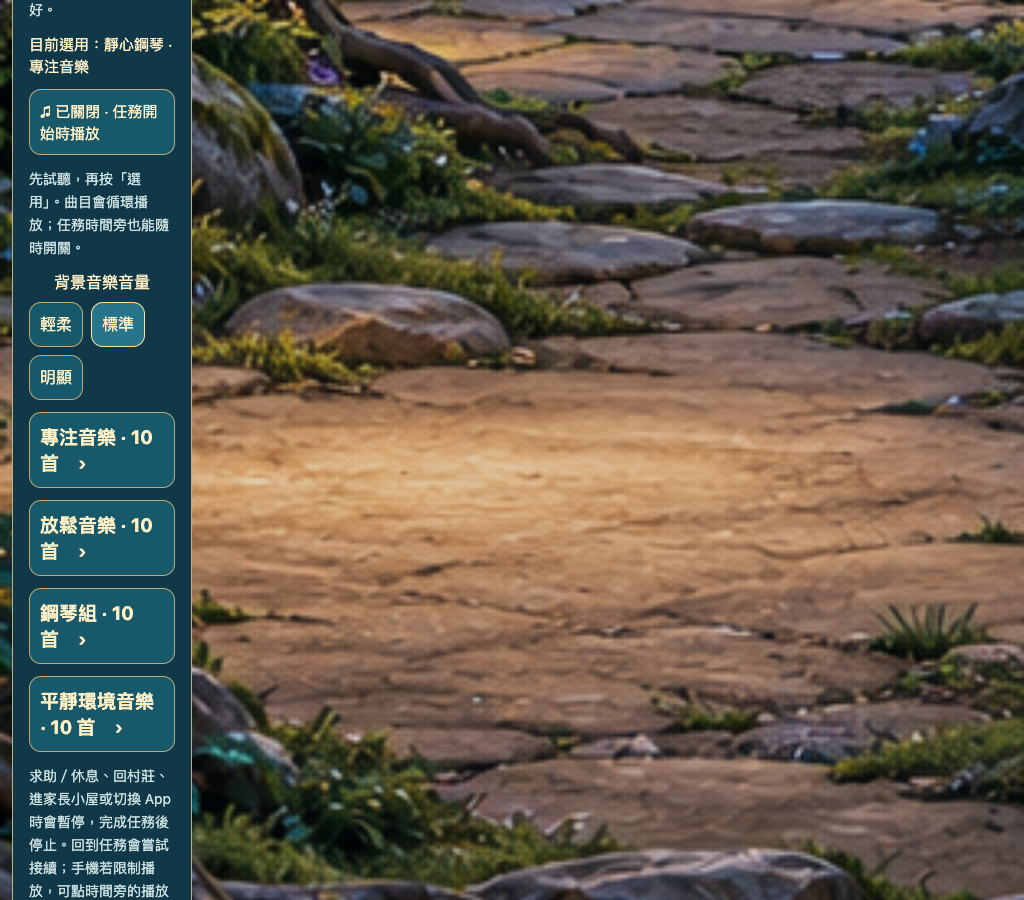 好。
目前選用：靜心鋼琴 ·
專注音樂
♫ 已關閉 · 任務開
始時播放
先試聽，再按「選
用」。曲目會循環播
放；任務時間旁也能隨
時開關。
背景音樂音量
輕柔
標準
明顯
專注音樂 · 10
首 ›
放鬆音樂 · 10
首 ›
鋼琴組 · 10
首 ›
平靜環境音樂
· 10 首 ›
求助 / 休息、回村莊、
進家長小屋或切換 App
時會暫停，完成任務後
停止。回到任務會嘗試
接續；手機若限制播
放，可點時間旁的播放